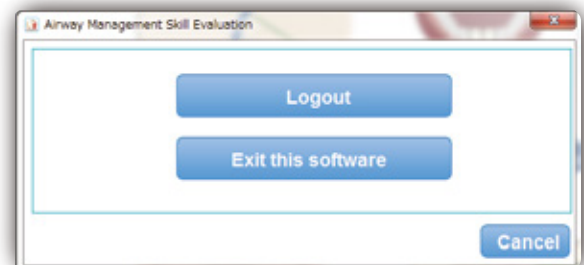 Airway Management Skill Evaluation
Logout
Exit this software
Cancel